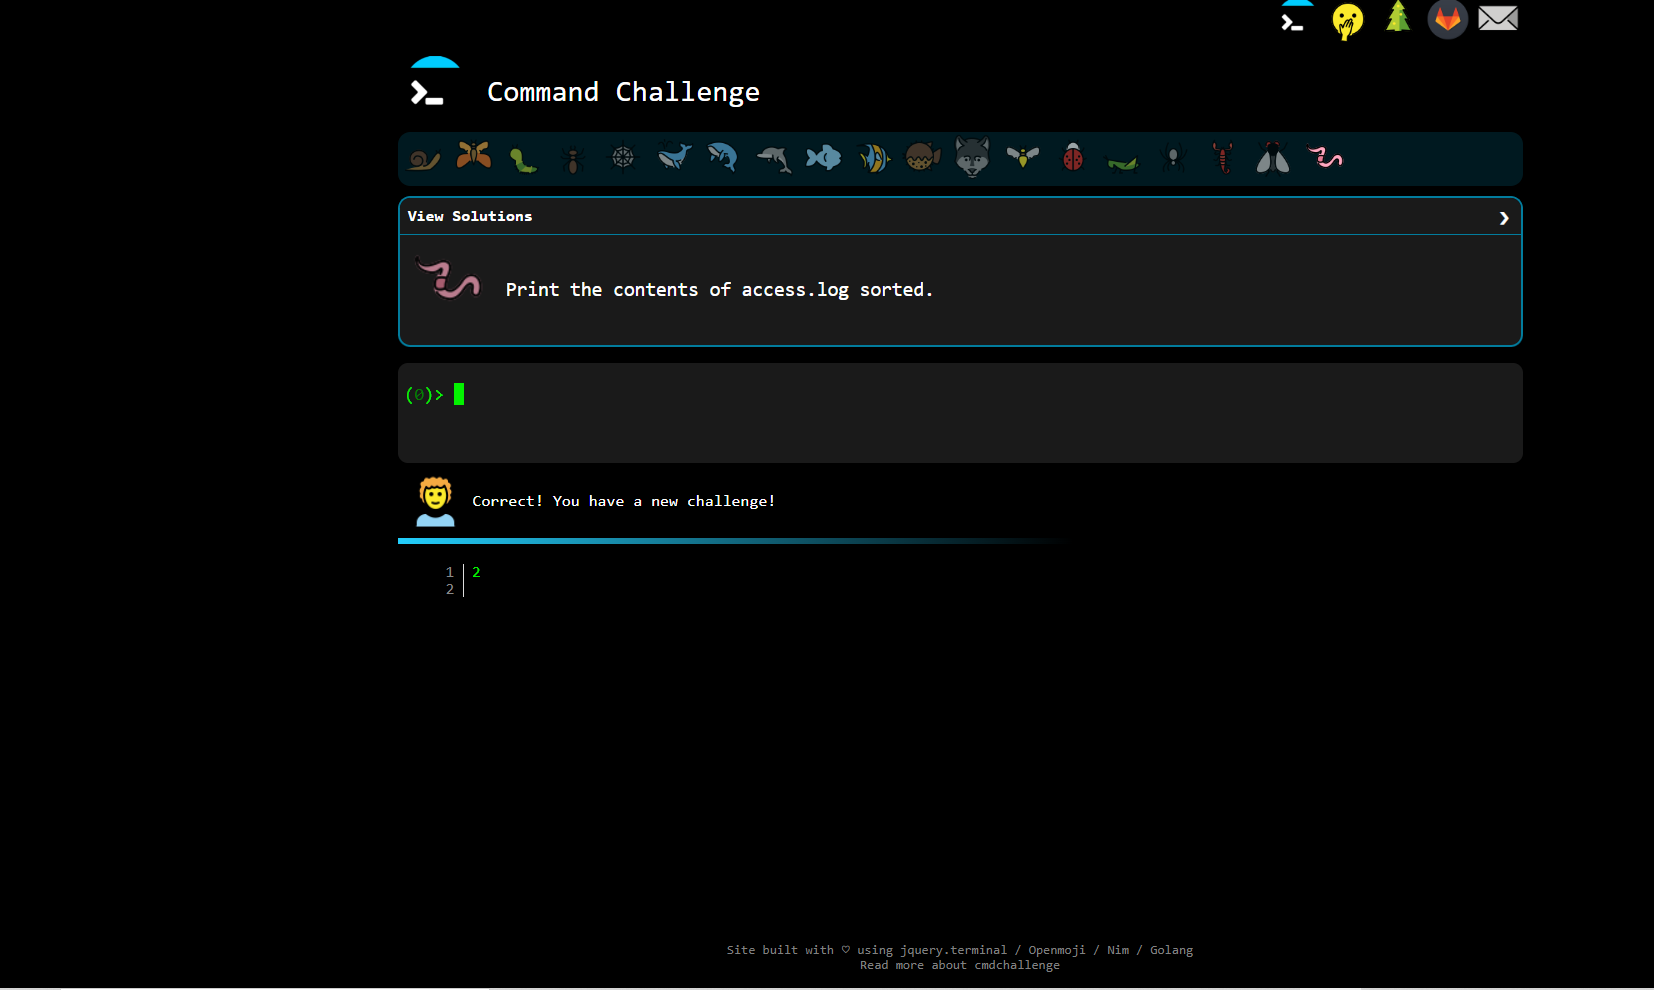 Command Challenge
View Solutions
Print the contents of access.log sorted.
(0)>
Correct! You have a new challenge!
1 2
2
Site built with ♡ using jquery.terminal / Openmoji / Nim / Golang
Read more about cmdchallenge